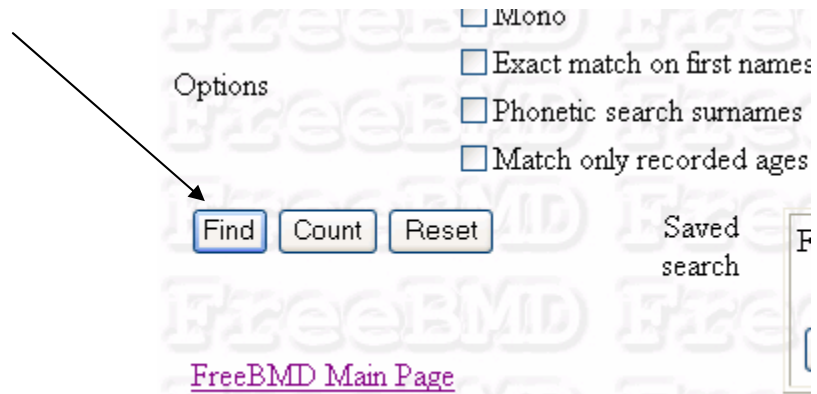 Mono
Exact match on first names
Options
Phonetic search surnames
Match only recorded ages
Find Count Reset
Saved search
FreeBMD Main Page